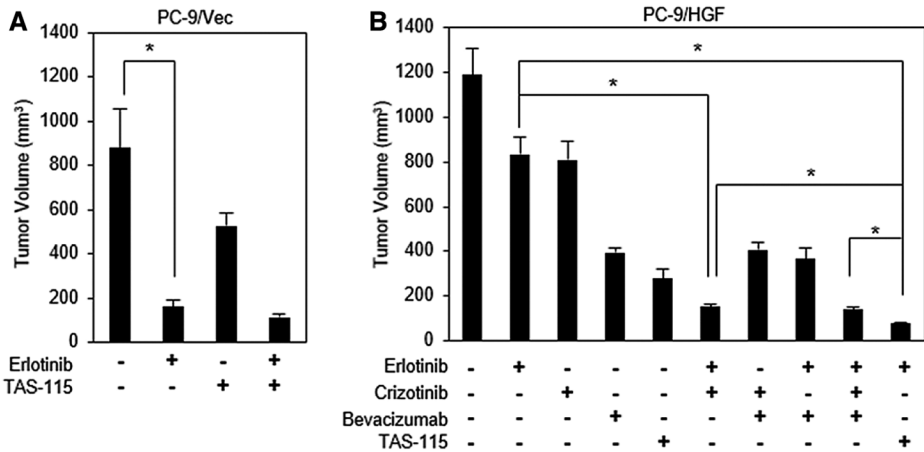 A
PC-9/Vec
Tumor Volume (mm³)
1400
1200
1000
800
600
400
200
0
*
Erlotinib - + - +
TAS-115 - - + +
B
PC-9/HGF
Tumor Volume (mm³)
1400
1200
1000
800
600
400
200
0
*
*
*
*
Erlotinib - + - - - + - + + +
Crizotinib - - + - - + + - + -
Bevacizumab - - - + - - + + + -
TAS-115 - - - - + - - - - +